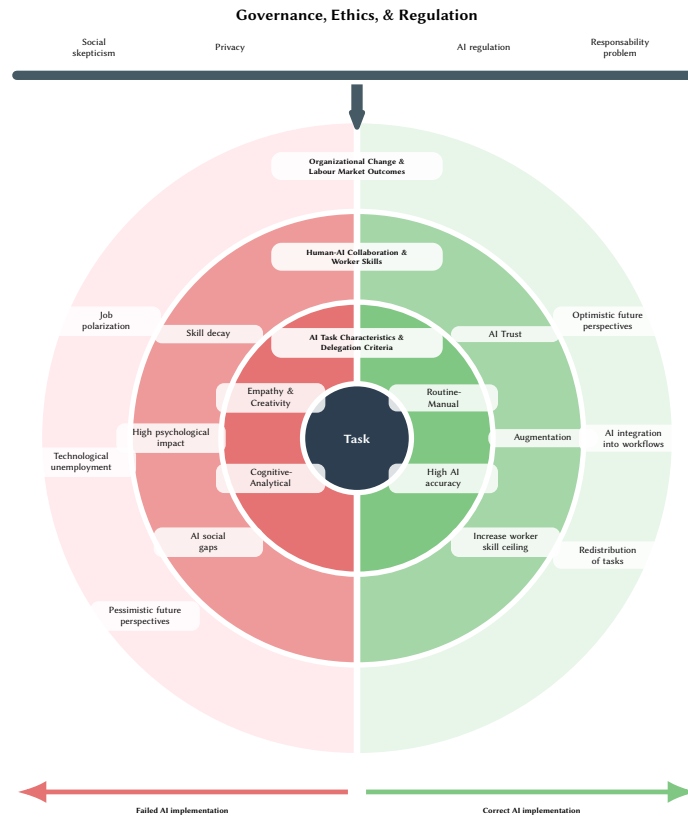 Governance, Ethics, & Regulation
Social
skepticism
Privacy
AI regulation
Responsability
problem
Organizational Change &
Labour Market Outcomes
Human-AI Collaboration &
Worker Skills
AI Task Characteristics &
Delegation Criteria
Job
polarization
Skill decay
AI Trust
Optimistic future
perspectives
Empathy &
Creativity
Routine-
Manual
High psychological
impact
Task
Augmentation
AI integration
into workflows
Technological
unemployment
Cognitive-
Analytical
High AI
accuracy
AI social
gaps
Increase worker
skill ceiling
Redistribution
of tasks
Pessimistic future
perspectives
Failed AI implementation
Correct AI implementation